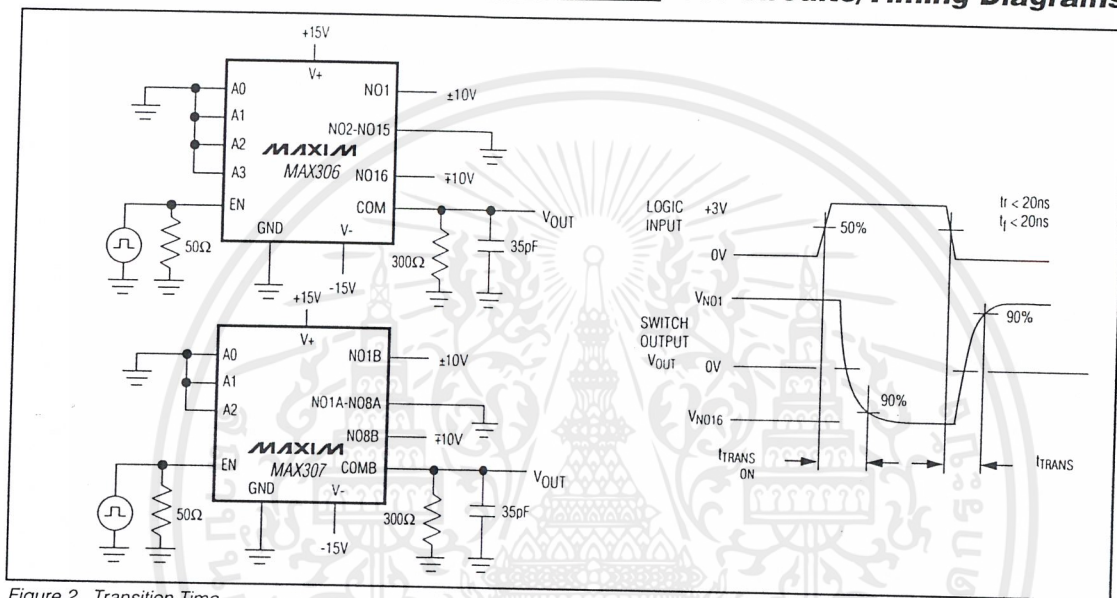 Timing Diagrams
+15V
V+
A0
A1
A2
A3
EN
MAXIM
MAX306
NO1
±10V
NO2-NO15
NO16
∓10V
COM
VOUT
GND
V-
50Ω
-15V
300Ω
35pF
+15V
V+
A0
A1
A2
EN
MAXIM
MAX307
NO1B
±10V
NO1A-NO8A
NO8B
∓10V
COMB
VOUT
GND
V-
50Ω
-15V
300Ω
35pF
LOGIC
INPUT
+3V
0V
50%
tr < 20ns
tf < 20ns
VNO1
SWITCH
OUTPUT
VOUT
0V
VNO16
90%
90%
tTRANS
ON
tTRANS
Figure 2. Transition Time